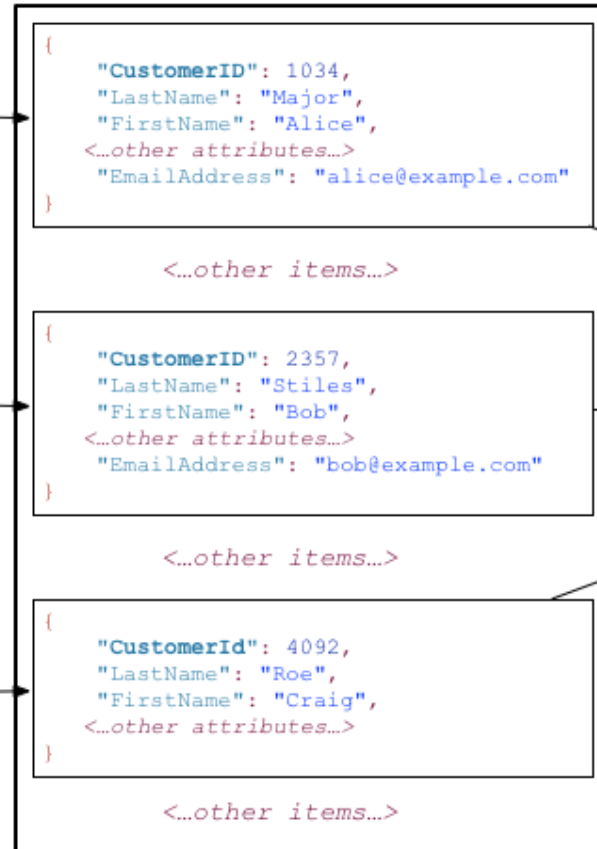 {
"CustomerID": 1034,
"LastName": "Major",
"FirstName": "Alice",
<…other attributes…>
"EmailAddress": "alice@example.com"
}
<…other items…>
{
"CustomerID": 2357,
"LastName": "Stiles",
"FirstName": "Bob",
<…other attributes…>
"EmailAddress": "bob@example.com"
}
<…other items…>
{
"CustomerId": 4092,
"LastName": "Roe",
"FirstName": "Craig",
<…other attributes…>
}
<…other items…>